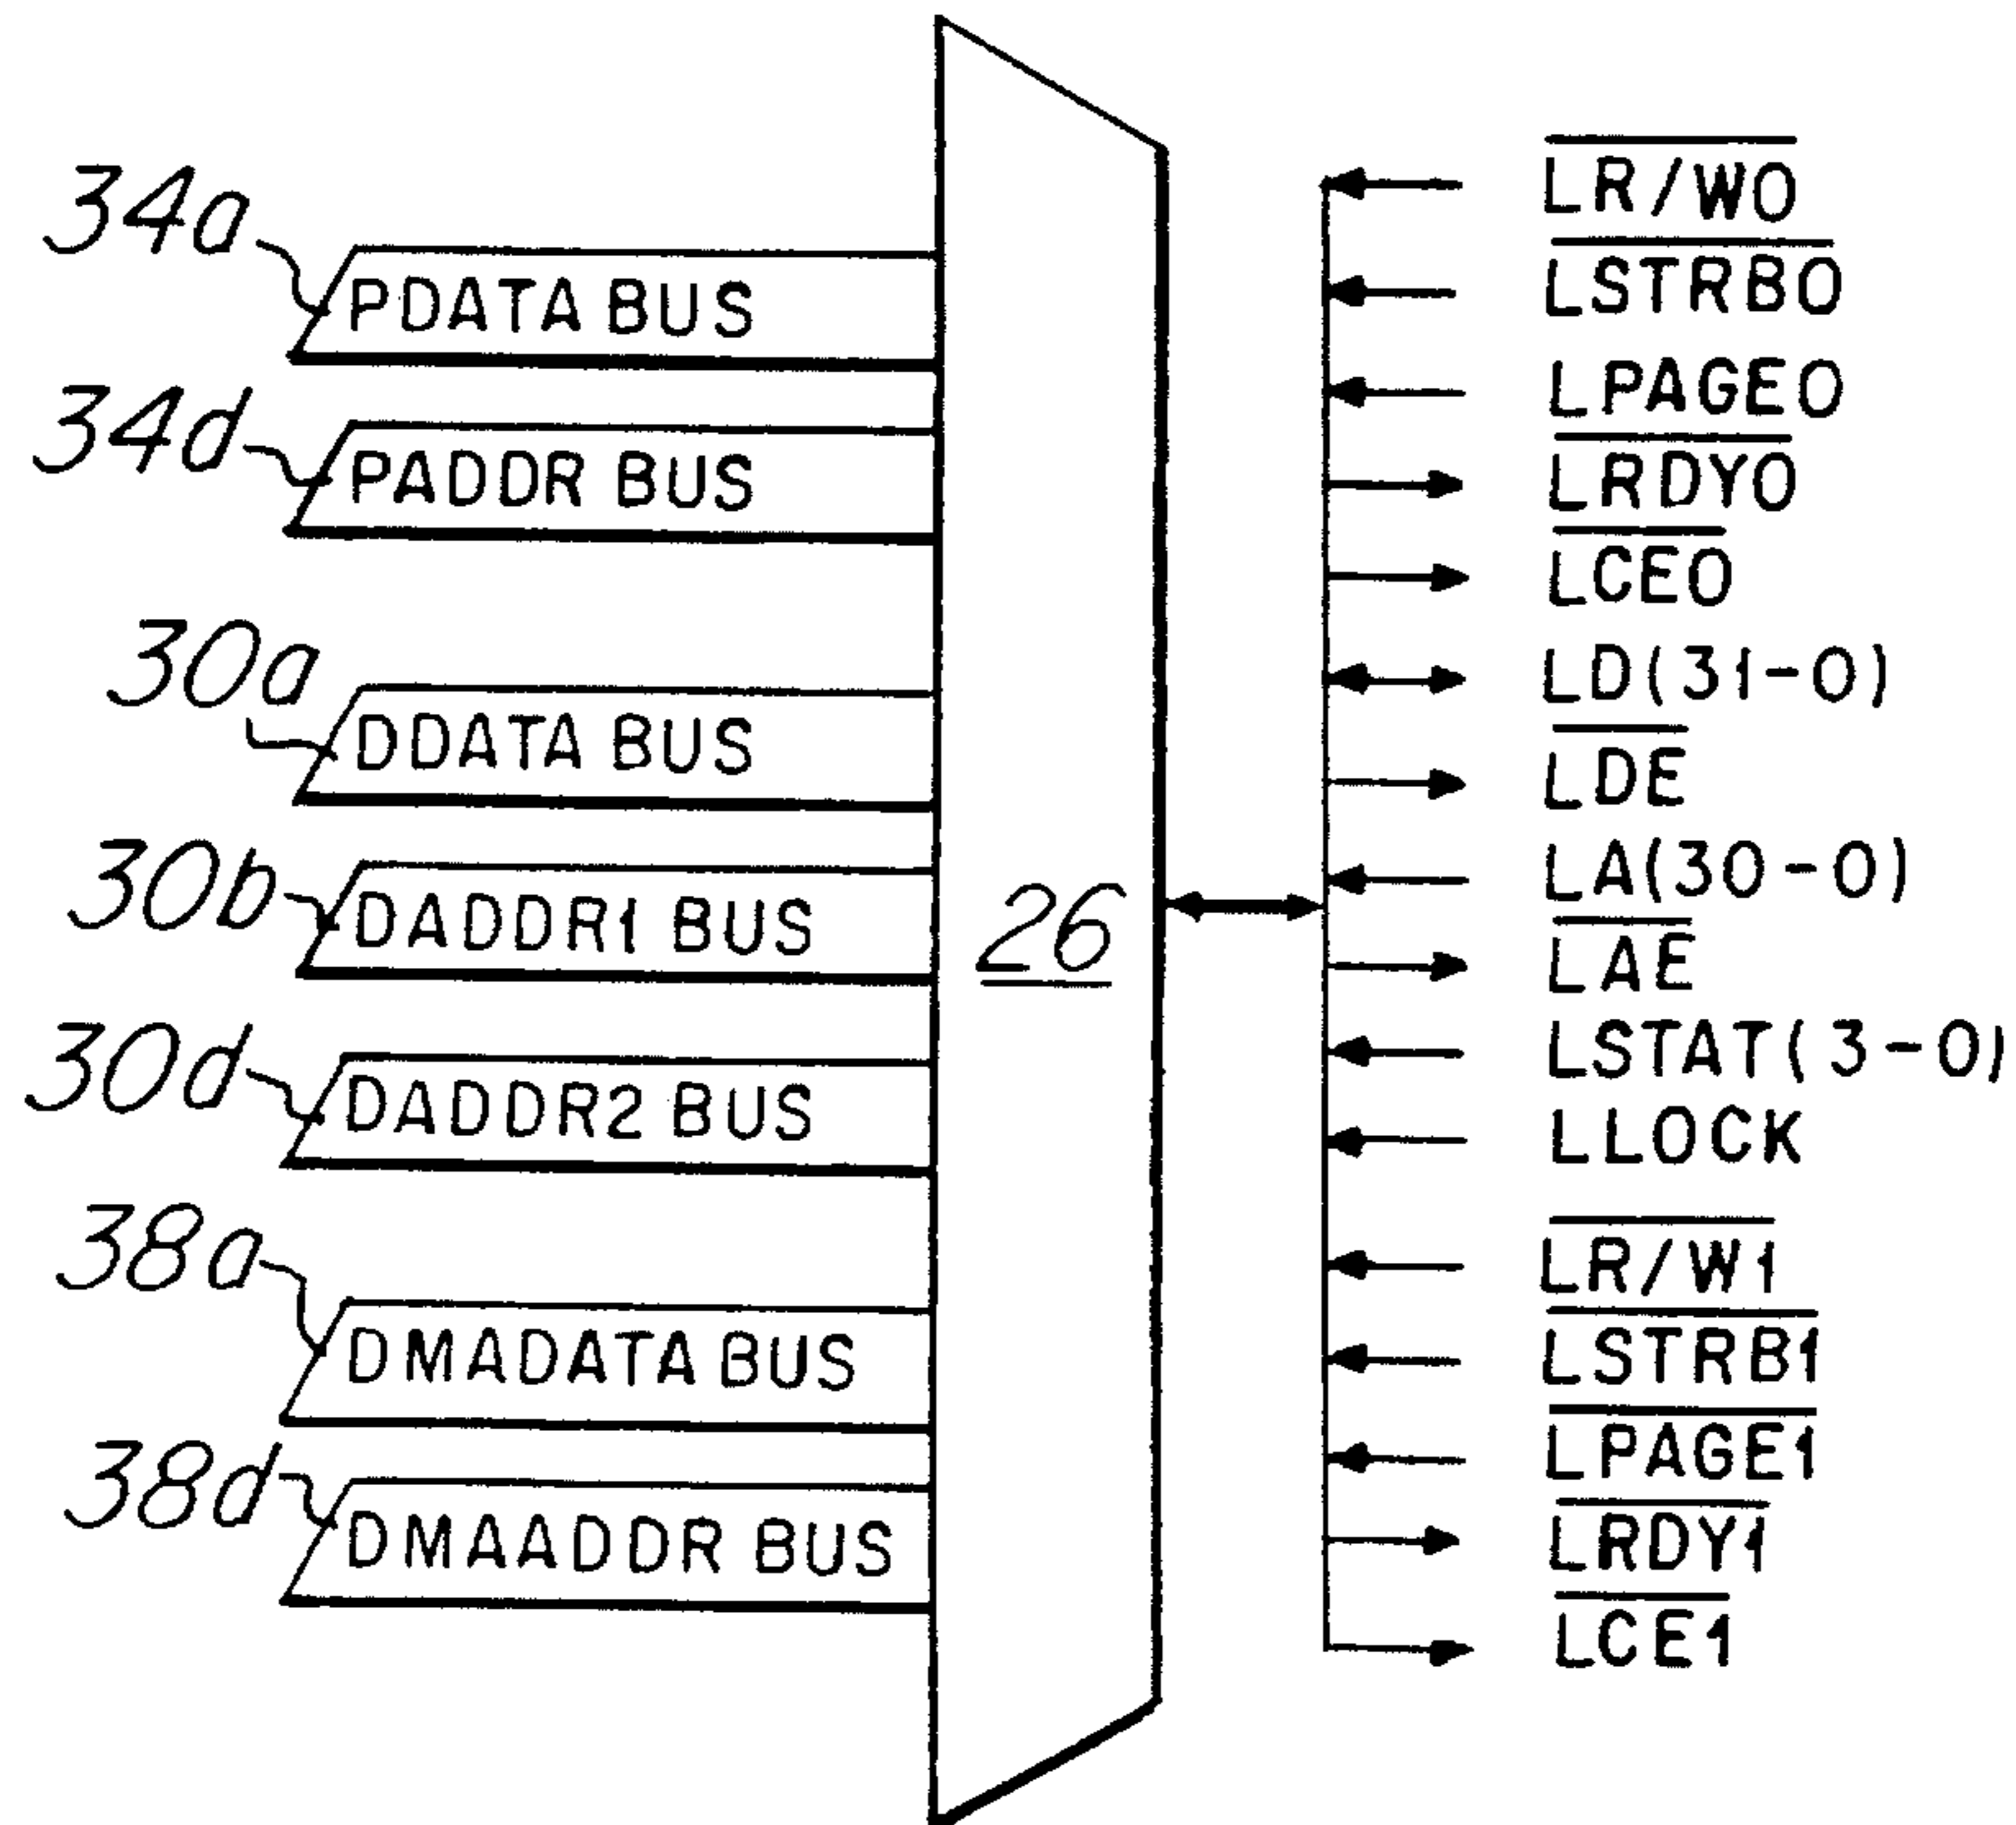 34a
PDATA BUS
34d
PADDR BUS
30a
DDATA BUS
30b
DADDR1 BUS
30d
DADDR2 BUS
38a
DMADATA BUS
38d
DMAADDR BUS
26
LR/W0
LSTRB0
LPAGE0
LRDY0
LCE0
LD(31-0)
LDE
LA(30-0)
LAE
LSTAT(3-0)
LLOCK
LR/W1
LSTRB1
LPAGE1
LRDY1
LCE1